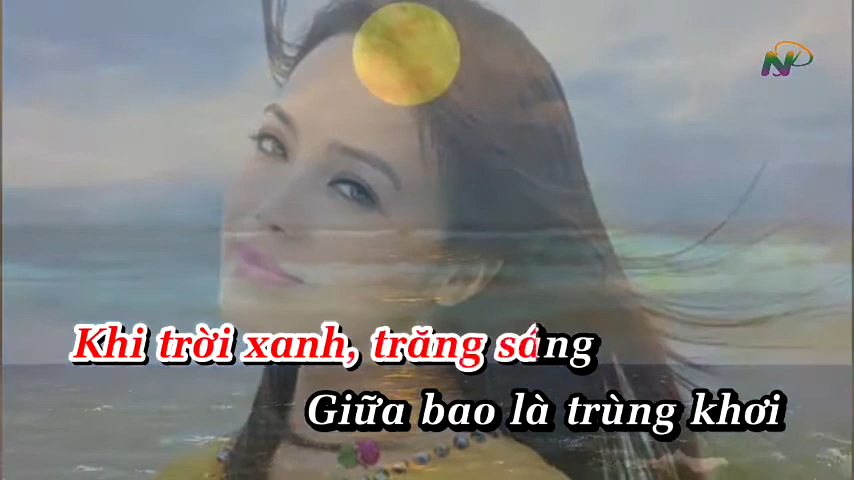 Khi trời xanh, trăng sáng
Giữa bao là trùng khơi